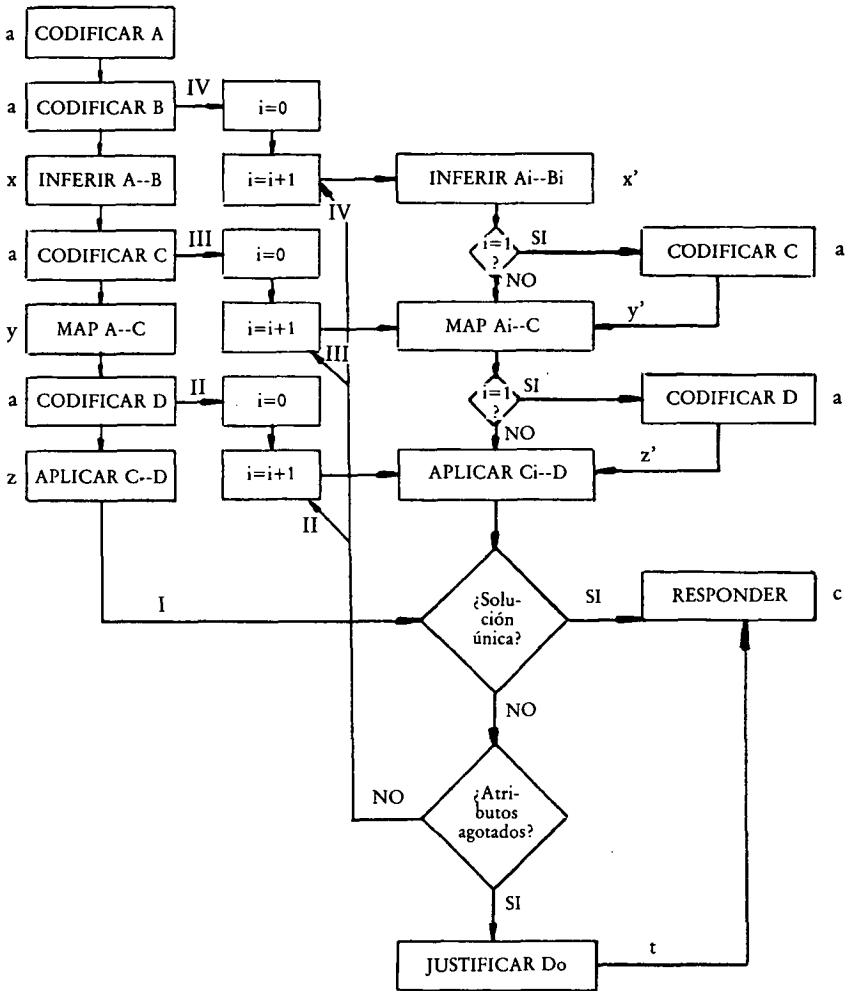 a CODIFICAR A
a CODIFICAR B IV i=0
x INFERIR A--B i=i+1 INFERIR Ai--Bi x'
IV
a CODIFICAR C III i=0 i=1 SI CODIFICAR C a
?
NO
y MAP A--C i=i+1 MAP Ai--C y'
III
a CODIFICAR D II i=0 i=1 SI CODIFICAR D a
?
NO
z APLICAR C--D i=i+1 APLICAR Ci--D z'
II
I ¿Solu-
ción
única?
SI RESPONDER c
NO
NO ¿Atri-
butos
agotados?
SI
JUSTIFICAR Do t